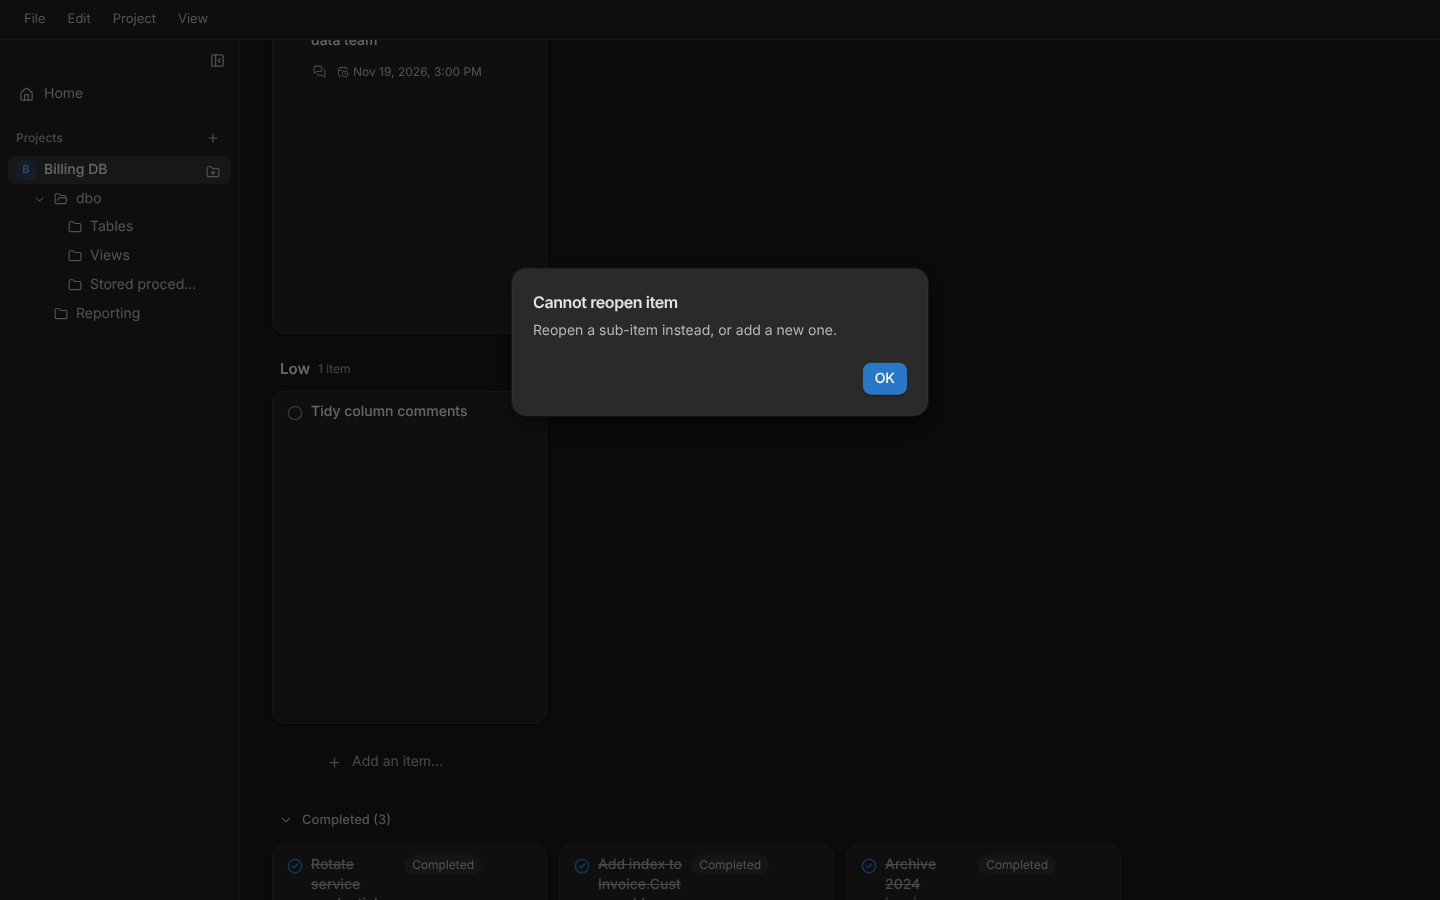 File Edit Project View
Home
Projects
B Billing DB
dbo
Tables
Views
Stored proced...
Reporting
data team
Nov 19, 2026, 3:00 PM
Cannot reopen item
Reopen a sub-item instead, or add a new one.
OK
Low 1 item
Tidy column comments
Add an item...
Completed (3)
Rotate Completed
service
Add index to Completed
Invoice.Cust
Archive Completed
2024